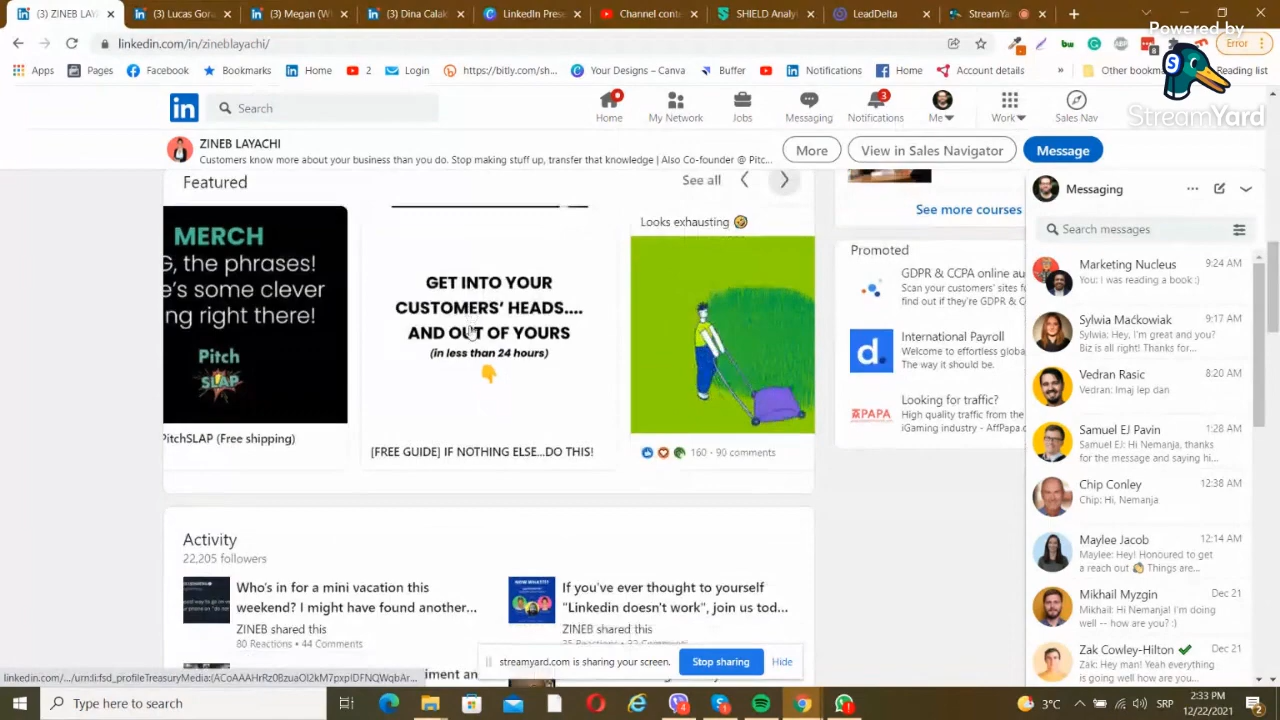 (3) ZINEB LAY
(3) Lucas Gor
(3) Megan (W
(3) Dina Calak
LinkedIn Pres
Channel cont
SHIELD Analy
LeadDelta
StreamYar
linkedin.com/in/zineblayachi/
Error
Powered by
StreamYard
Apps
Pages
Facebook
Bookmarks
Home
2
Login
https://bitly.com/sh...
Your Designs – Canva
Buffer
Notifications
Home
Account details
»
Other bookma
Reading list
Search
Home
My Network
Jobs
Messaging
3
Notifications
Me
Work
Sales Nav
ZINEB LAYACHI
Customers know more about your business than you do. Stop making stuff up, transfer that knowledge | Also Co-founder @ Pitc...
More
View in Sales Navigator
Message
Featured
See all
MERCH
G, the phrases!
e's some clever
ng right there!
Pitch
SLAP
PitchSLAP (Free shipping)
GET INTO YOUR
CUSTOMERS' HEADS....
AND OUT OF YOURS
(in less than 24 hours)
[FREE GUIDE] IF NOTHING ELSE...DO THIS!
Looks exhausting 🤣
160 • 90 comments
Activity
22,205 followers
Who's in for a mini vacation this
weekend? I might have found another...
ZINEB shared this
80 Reactions • 44 Comments
If you've ever thought to yourself
"Linkedin doesn't work", join us tod...
ZINEB shared this
See more courses
Promoted
GDPR & CCPA online au
Scan your customers' sites f
find out if they're GDPR & C
International Payroll
Welcome to effortless globa
The way it should be.
Looking for traffic?
High quality traffic from the
iGaming industry - AffPapa.c
PAPA
Messaging
Search messages
Marketing Nucleus
9:24 AM
You: I was reading a book :)
Sylwia Maćkowiak
9:17 AM
Sylwia: Hey, I'm great and you?
Biz is all right! Thanks for...
Vedran Rasic
8:20 AM
Vedran: Imaj lep dan
Samuel EJ Pavin
1:28 AM
Samuel EJ: Hi Nemanja, thanks
for the message and saying hi...
Chip Conley
12:38 AM
Chip: Hi, Nemanja
Maylee Jacob
12:14 AM
Maylee: Hey! Honoured to get
a reach out 🤗 Things are...
Mikhail Myzgin
Dec 21
Mikhail: Hi Nemanja! I'm doing
well -- how are you? :)
Zak Cowley-Hilton ✔
Dec 21
Zak: Hey man! Yeah everything
is going well how are you...
streamyard.com is sharing your screen.
Stop sharing
Hide
Type here to search
3°C
SRP
2:33 PM
12/22/2021